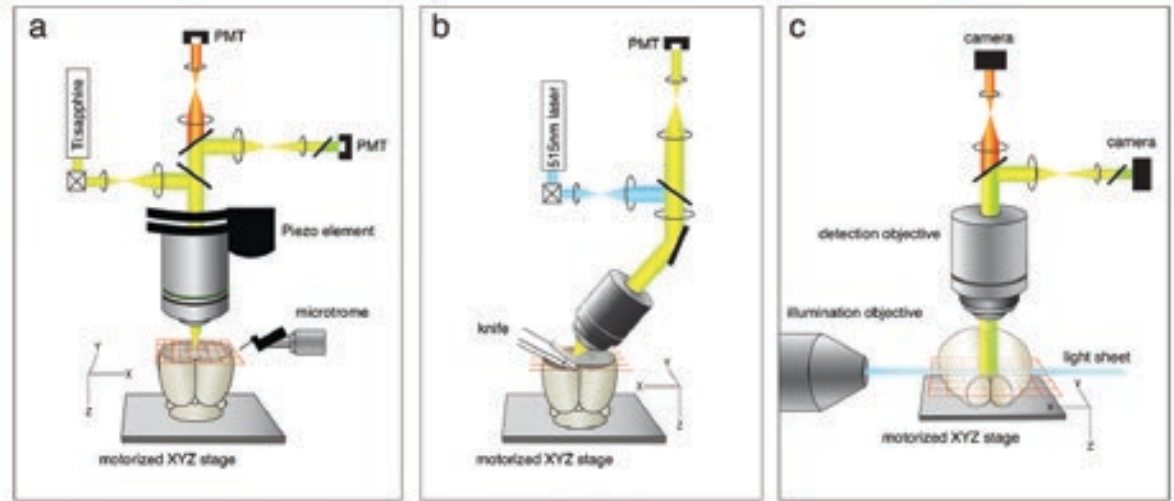 a
PMT
Ti:sapphire
PMT
Piezo element
microtrome
Y
X
Z
motorized XYZ stage
b
PMT
515nm laser
knife
X
Y
Z
motorized XYZ stage
c
camera
camera
detection objective
illumination objective
light sheet
Y
X
Z
motorized XYZ stage